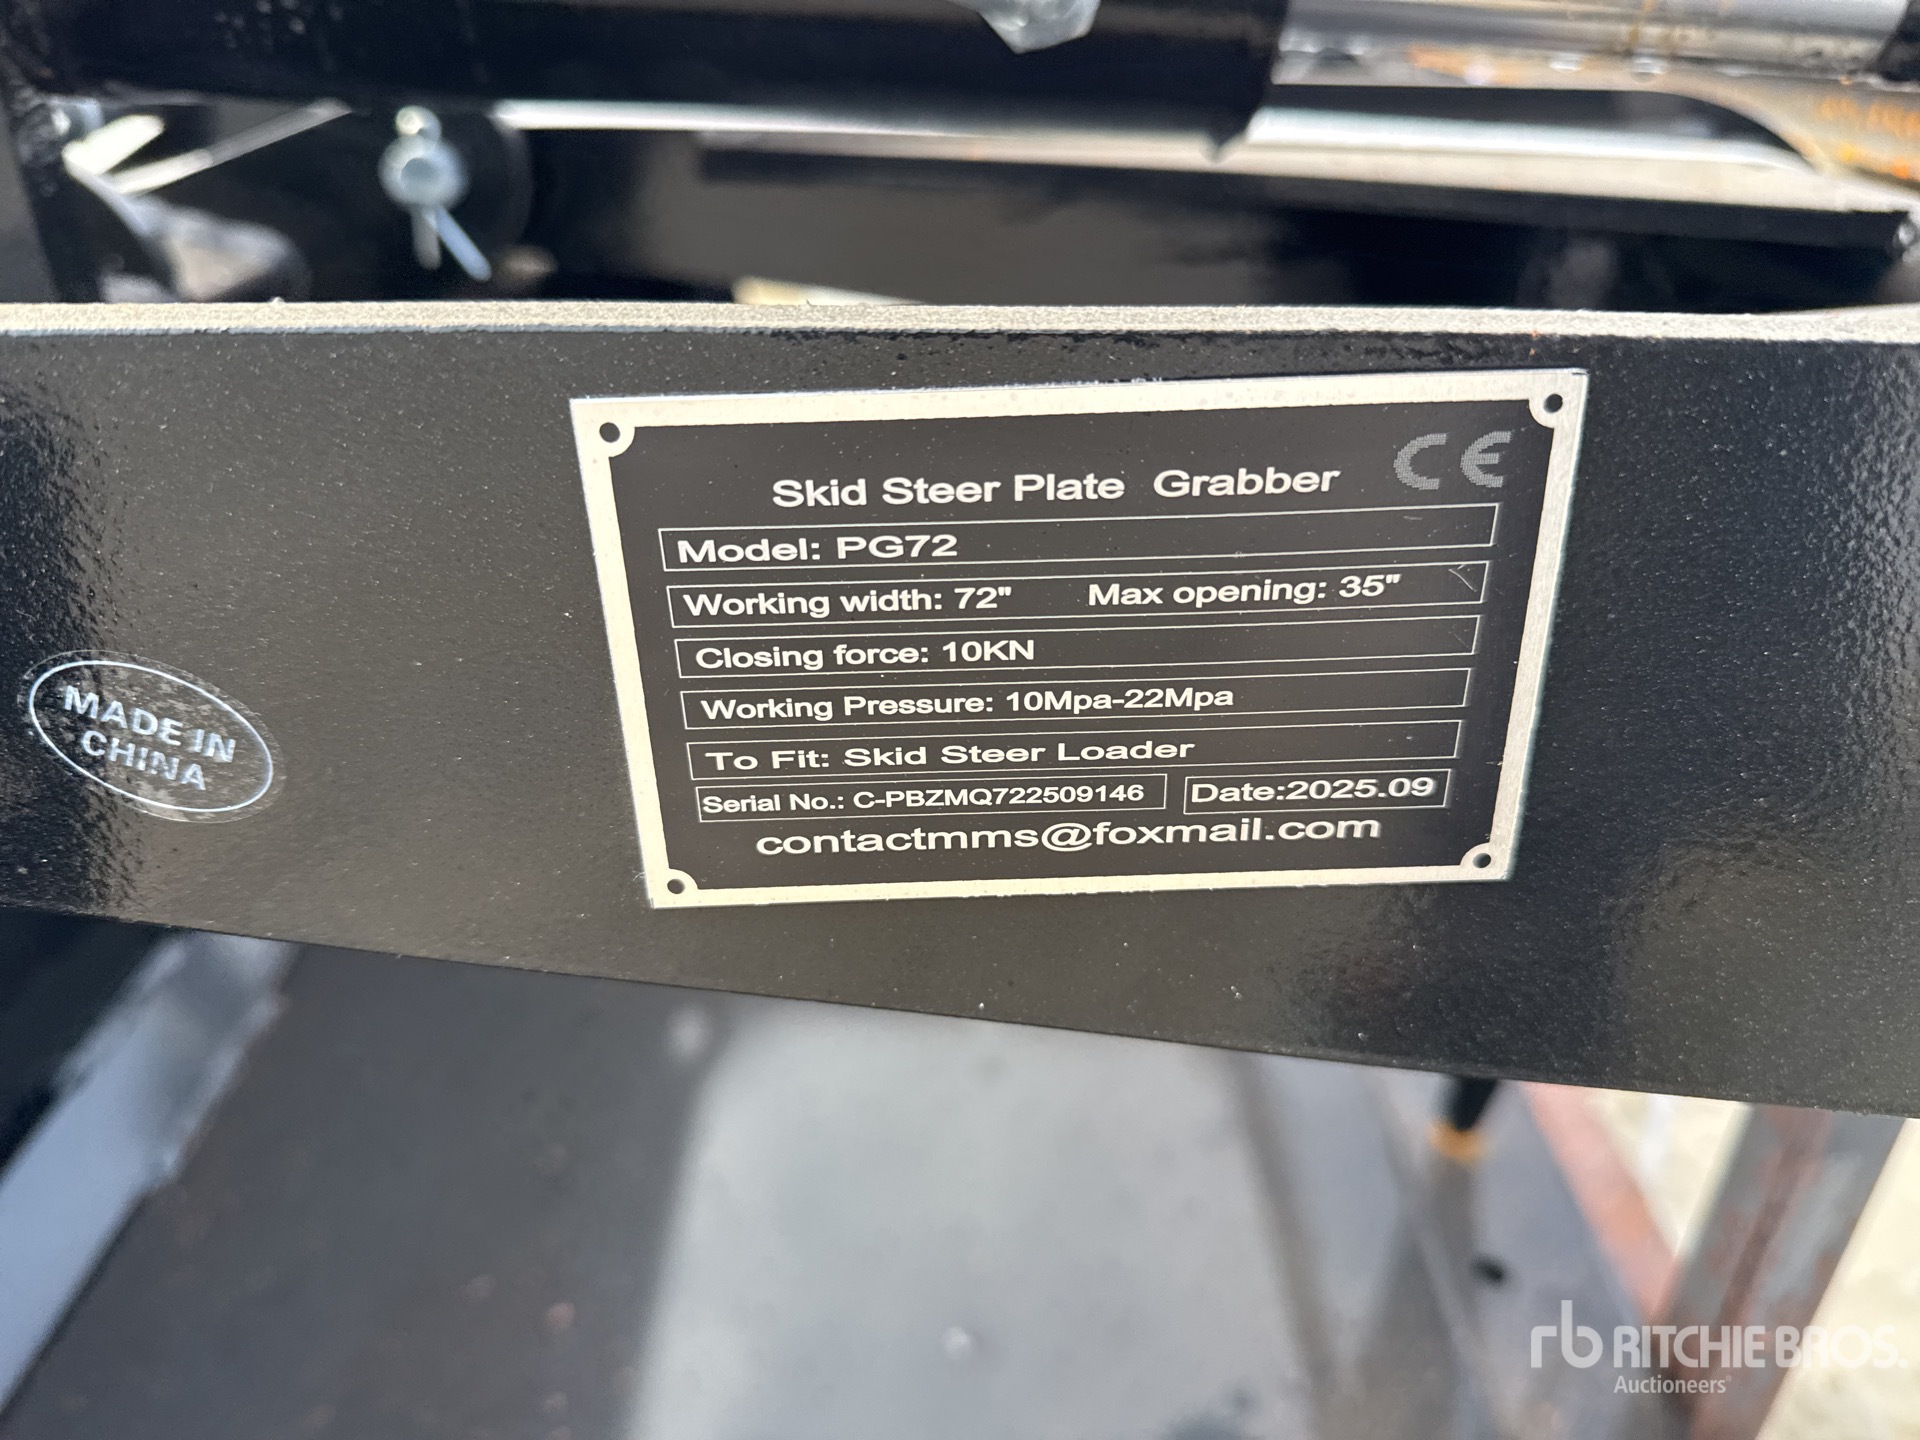 Skid Steer Plate Grabber CE
Model: PG72
Working width: 72" Max opening: 35"
Closing force: 10KN
Working Pressure: 10Mpa-22Mpa
To Fit: Skid Steer Loader
Serial No.: C-PBZMQ722509146 Date:2025.09
contactmms@foxmail.com
MADE IN
CHINA
rb RITCHIE BROS.
Auctioneers